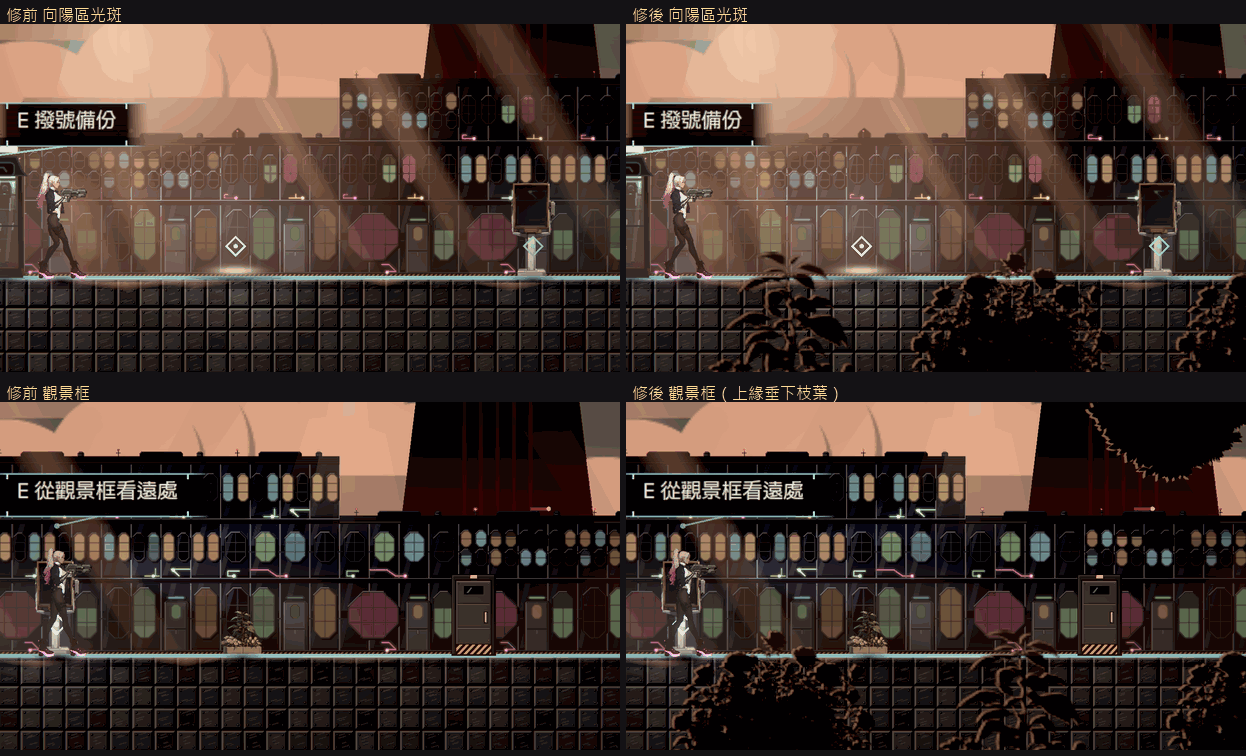 修前 向陽區光斑
修後 向陽區光斑
E 撥號備份
E 撥號備份
修前 觀景框
修後 觀景框（上緣垂下枝葉）
E 從觀景框看遠處
E 從觀景框看遠處